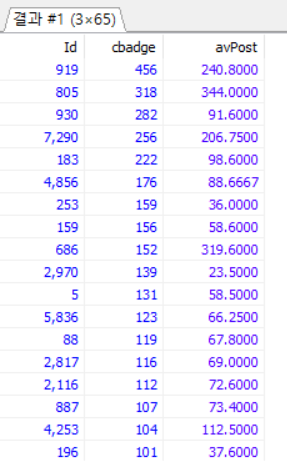 결과 #1 (3×65)
Id cbadge avPost
919 456 240.8000
805 318 344.0000
930 282 91.6000
7,290 256 206.7500
183 222 98.6000
4,856 176 88.6667
253 159 36.0000
159 156 58.6000
686 152 319.6000
2,970 139 23.5000
5 131 58.5000
5,836 123 66.2500
88 119 67.8000
2,817 116 69.0000
2,116 112 72.6000
887 107 73.4000
4,253 104 112.5000
196 101 37.6000